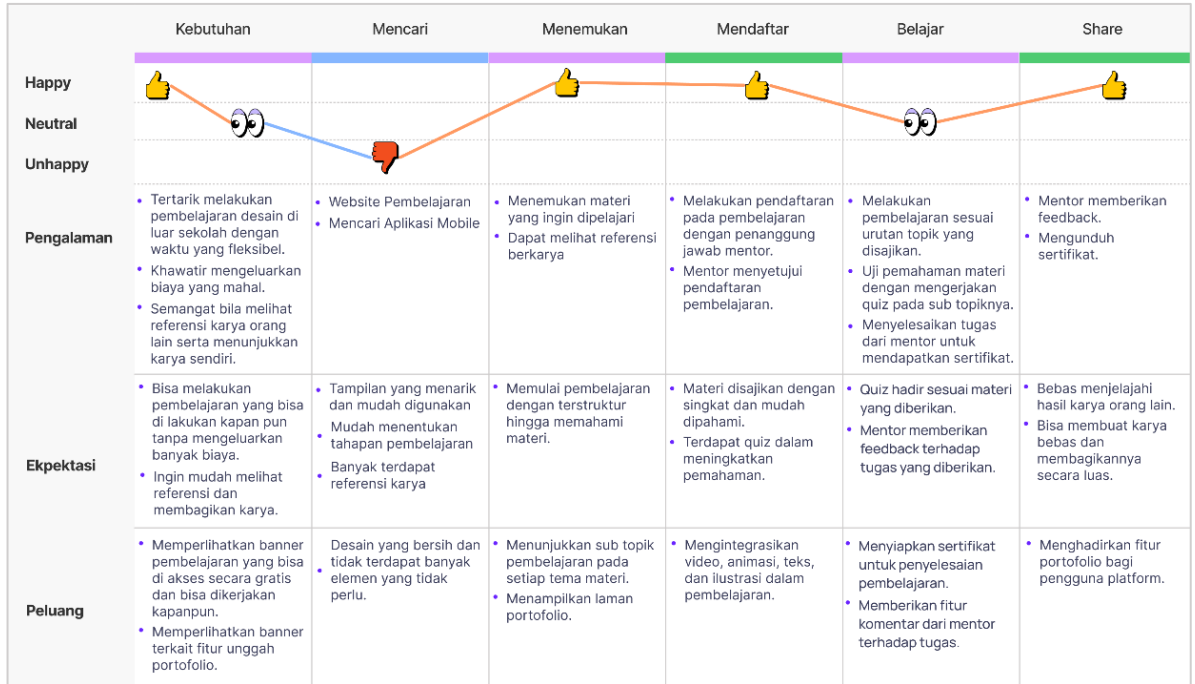 Kebutuhan
Mencari
Menemukan
Mendaftar
Belajar
Share
Happy
Neutral
Unhappy
Pengalaman
Tertarik melakukan
pembelajaran desain di
luar sekolah dengan
waktu yang fleksibel.
Khawatir mengeluarkan
biaya yang mahal.
Semangat bila melihat
referensi karya orang
lain serta menunjukkan
karya sendiri.
Website Pembelajaran
Mencari Aplikasi Mobile
Menemukan materi
yang ingin dipelajari
Dapat melihat referensi
berkarya
Melakukan pendaftaran
pada pembelajaran
dengan penanggung
jawab mentor.
Mentor menyetujui
pendaftaran
pembelajaran.
Melakukan
pembelajaran sesuai
urutan topik yang
disajikan.
Uji pemahaman materi
dengan mengerjakan
quiz pada sub topiknya.
Menyelesaikan tugas
dari mentor untuk
mendapatkan sertifikat.
Mentor memberikan
feedback.
Mengunduh
sertifikat.
Ekpektasi
Bisa melakukan
pembelajaran yang bisa
di lakukan kapan pun
tanpa mengeluarkan
banyak biaya.
Ingin mudah melihat
referensi dan
membagikan karya.
Tampilan yang menarik
dan mudah digunakan
Mudah menentukan
tahapan pembelajaran
Banyak terdapat
referensi karya
Memulai pembelajaran
dengan terstruktur
hingga memahami
materi.
Materi disajikan dengan
singkat dan mudah
dipahami.
Terdapat quiz dalam
meningkatkan
pemahaman.
Quiz hadir sesuai materi
yang diberikan.
Mentor memberikan
feedback terhadap
tugas yang diberikan.
Bebas menjelajahi
hasil karya orang lain.
Bisa membuat karya
bebas dan
membagikannya
secara luas.
Peluang
Memperlihatkan banner
pembelajaran yang bisa
di akses secara gratis
dan bisa dikerjakan
kapanpun.
Memperlihatkan banner
terkait fitur unggah
portofolio.
Desain yang bersih dan
tidak terdapat banyak
elemen yang tidak
perlu.
Menunjukkan sub topik
pembelajaran pada
setiap tema materi.
Menampilkan laman
portofolio.
Mengintegrasikan
video, animasi, teks,
dan ilustrasi dalam
pembelajaran.
Menyiapkan sertifikat
untuk penyelesaian
pembelajaran.
Memberikan fitur
komentar dari mentor
terhadap tugas.
Menghadirkan fitur
portofolio bagi
pengguna platform.